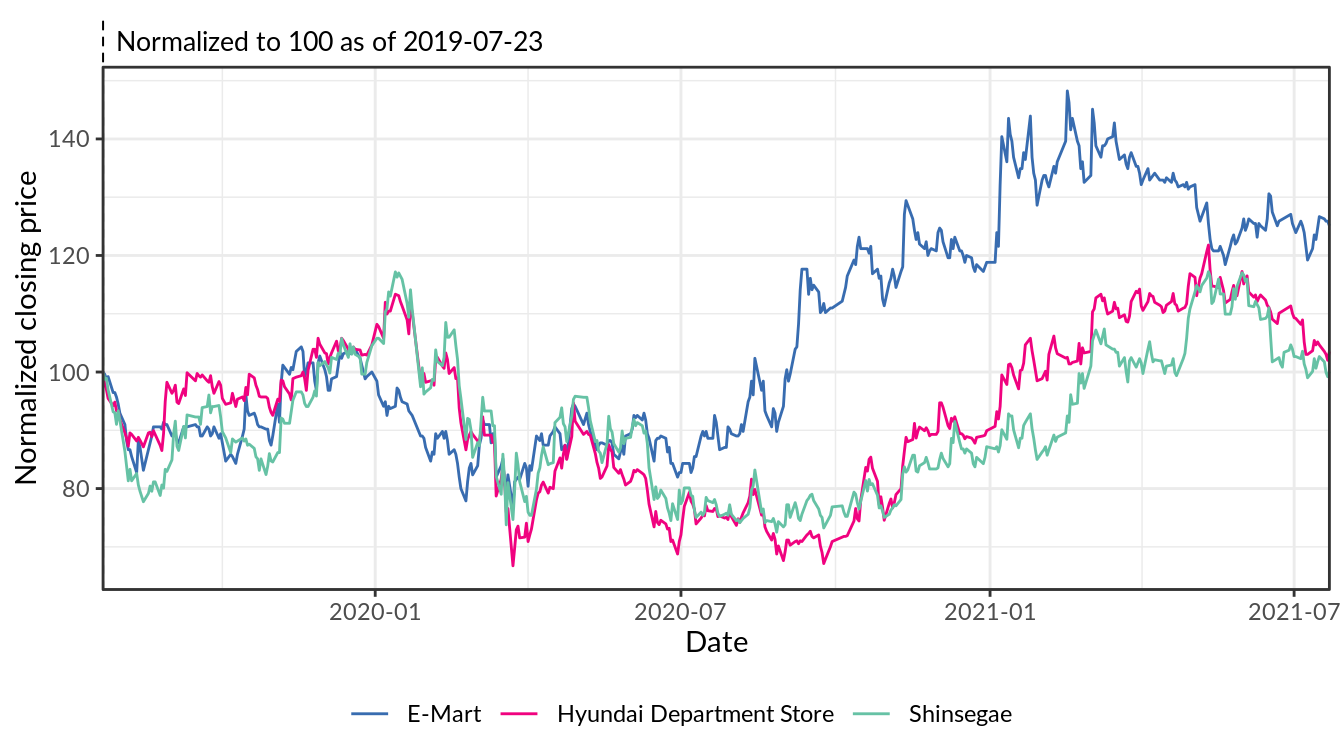 Normalized to 100 as of 2019-07-23
Normalized closing price
140
120
100
80
2020-01
2020-07
2021-01
2021-07
Date
E-Mart
Hyundai Department Store
Shinsegae